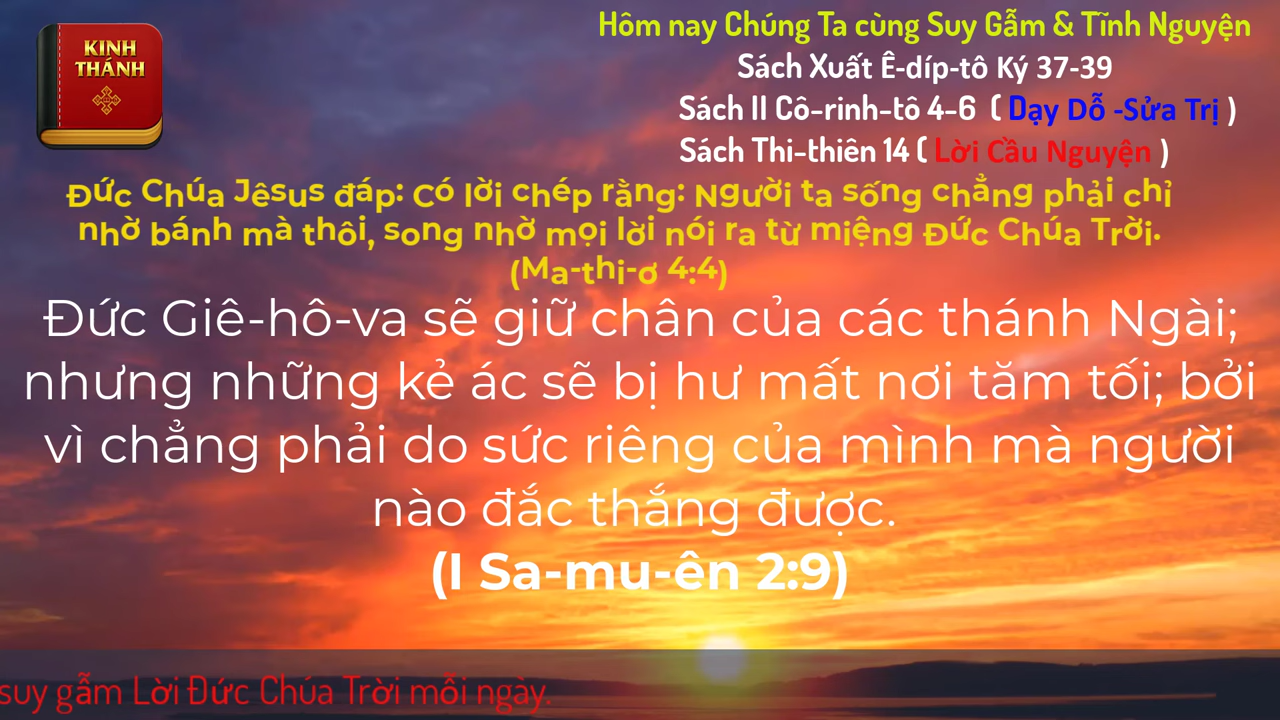 KINH
THÁNH
Hôm nay Chúng Ta cùng Suy Gẫm & Tĩnh Nguyện
Sách Xuất Ê-díp-tô Ký 37-39
Sách II Cô-rinh-tô 4-6 ( Dạy Dỗ -Sửa Trị )
Sách Thi-thiên 14 ( Lời Cầu Nguyện )
Đức Chúa Jêsus đáp: Có lời chép rằng: Người ta sống chẳng phải chỉ
nhờ bánh mà thôi, song nhờ mọi lời nói ra từ miệng Đức Chúa Trời.
(Ma-thi-ơ 4:4)
Đức Giê-hô-va sẽ giữ chân của các thánh Ngài;
nhưng những kẻ ác sẽ bị hư mất nơi tăm tối; bởi
vì chẳng phải do sức riêng của mình mà người
nào đắc thắng được.
(I Sa-mu-ên 2:9)
suy gẫm Lời Đức Chúa Trời mỗi ngày.